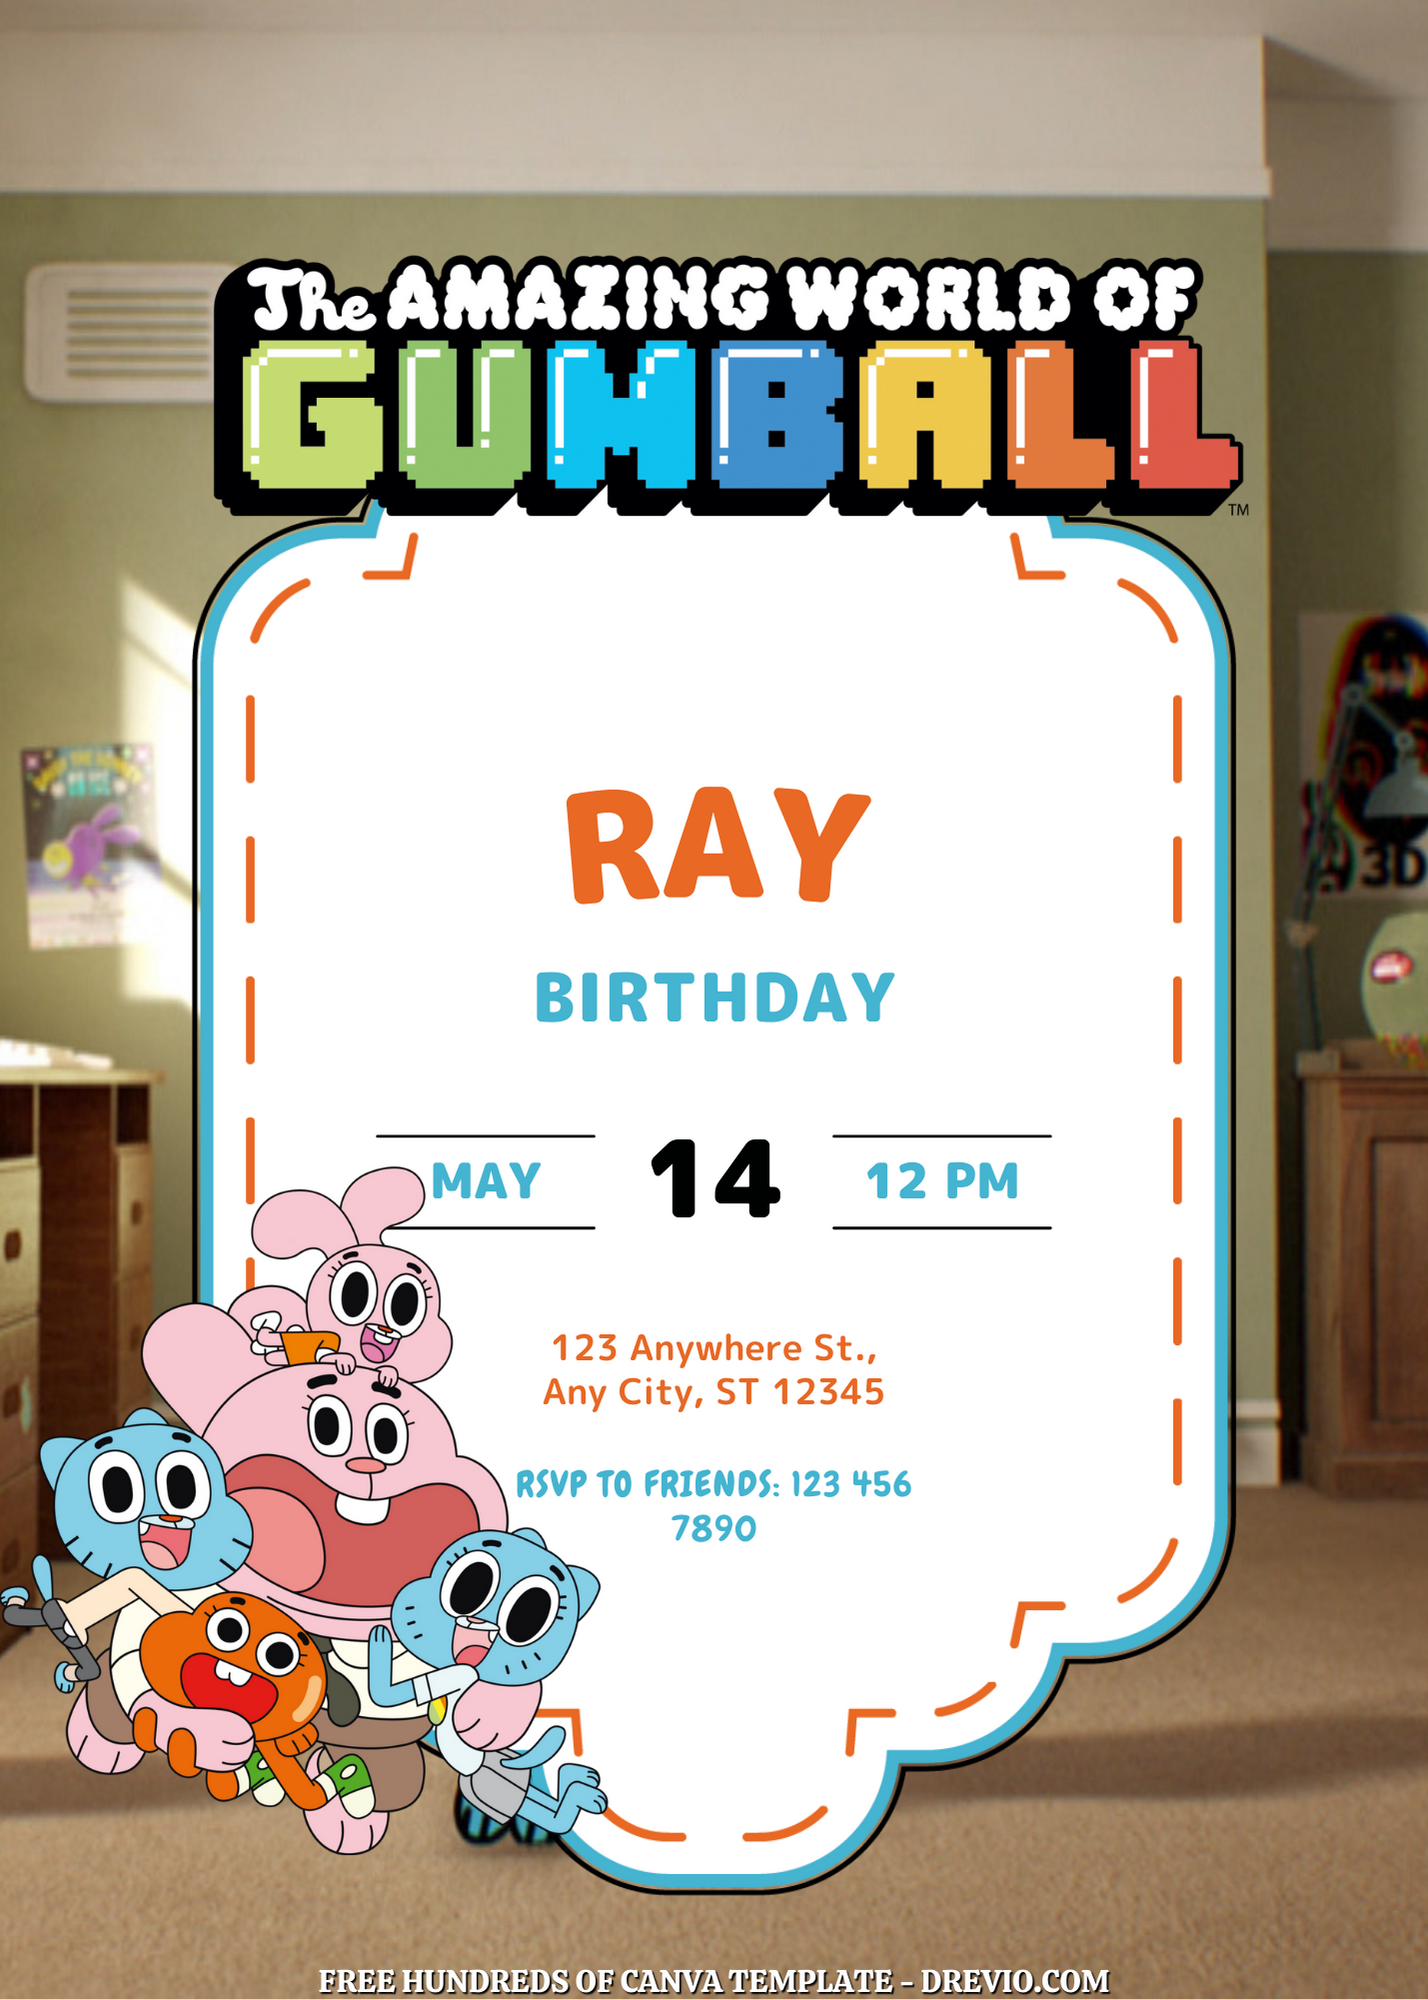 The AMAZING WORLD OF
GUMBALL
TM
3D
RAY
BIRTHDAY
MAY 14 12 PM
123 Anywhere St.,
Any City, ST 12345
RSVP TO FRIENDS: 123 456
7890
FREE HUNDREDS OF CANVA TEMPLATE - DREVIO.COM